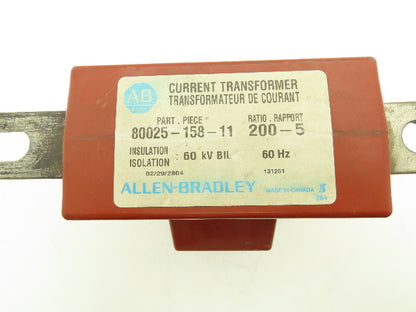 AB
CURRENT TRANSFORMER
TRANSFORMATEUR DE COURANT
PART . PIECE RATIO . RAPPORT
80025-158-11 200-5
INSULATION
ISOLATION : 60 kV BIL 60 Hz
02/29/2004 131201
ALLEN-BRADLEY MADE IN CANADA